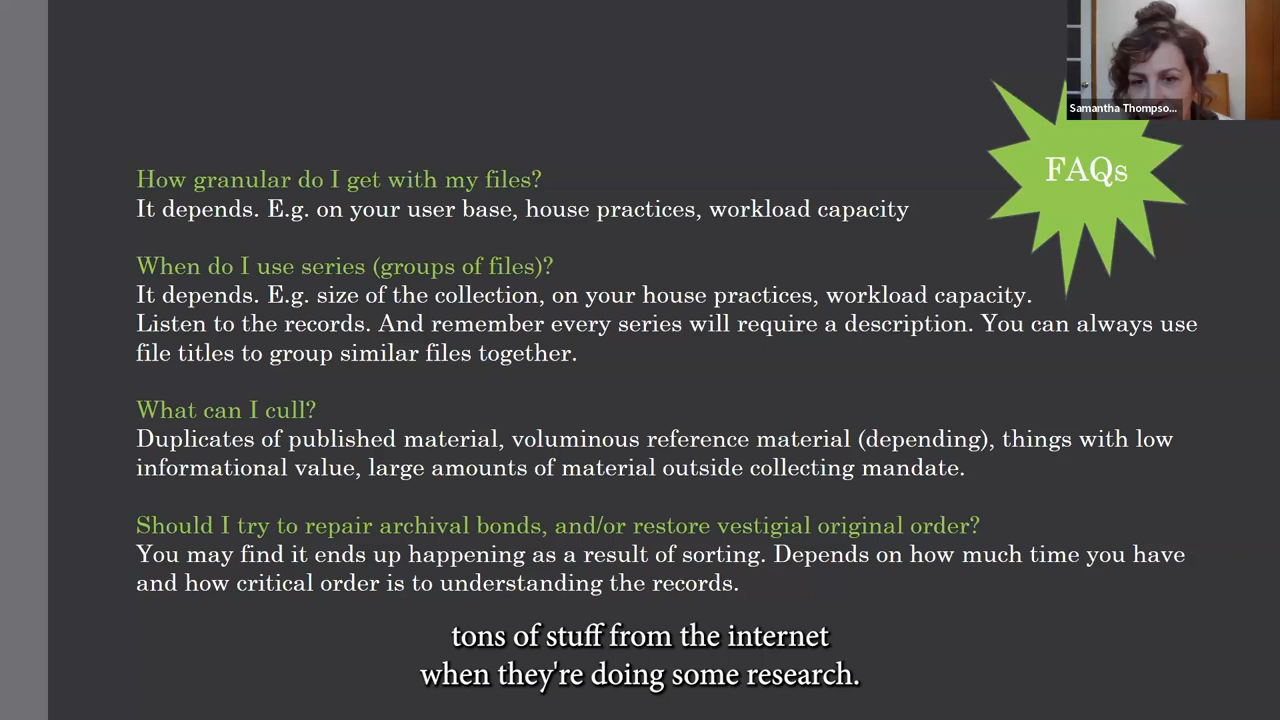 Samantha Thompso...
FAQs
How granular do I get with my files?
It depends. E.g. on your user base, house practices, workload capacity
When do I use series (groups of files)?
It depends. E.g. size of the collection, on your house practices, workload capacity.
Listen to the records. And remember every series will require a description. You can always use
file titles to group similar files together.
What can I cull?
Duplicates of published material, voluminous reference material (depending), things with low
informational value, large amounts of material outside collecting mandate.
Should I try to repair archival bonds, and/or restore vestigial original order?
You may find it ends up happening as a result of sorting. Depends on how much time you have
and how critical order is to understanding the records.
tons of stuff from the internet
when they're doing some research.